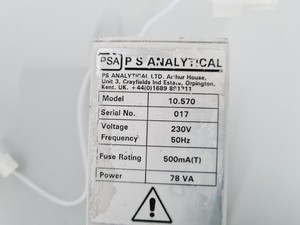 PSA P S ANALYTICAL
PS ANALYTICAL LTD. Arthur House,
Unit 3, Crayfields Ind Estate, Orpington,
Kent. UK. +44(0)1689 891211
Model 10.570
Serial No. 017
Voltage 230V
Frequency 50Hz
Fuse Rating 500mA(T)
Power 78 VA